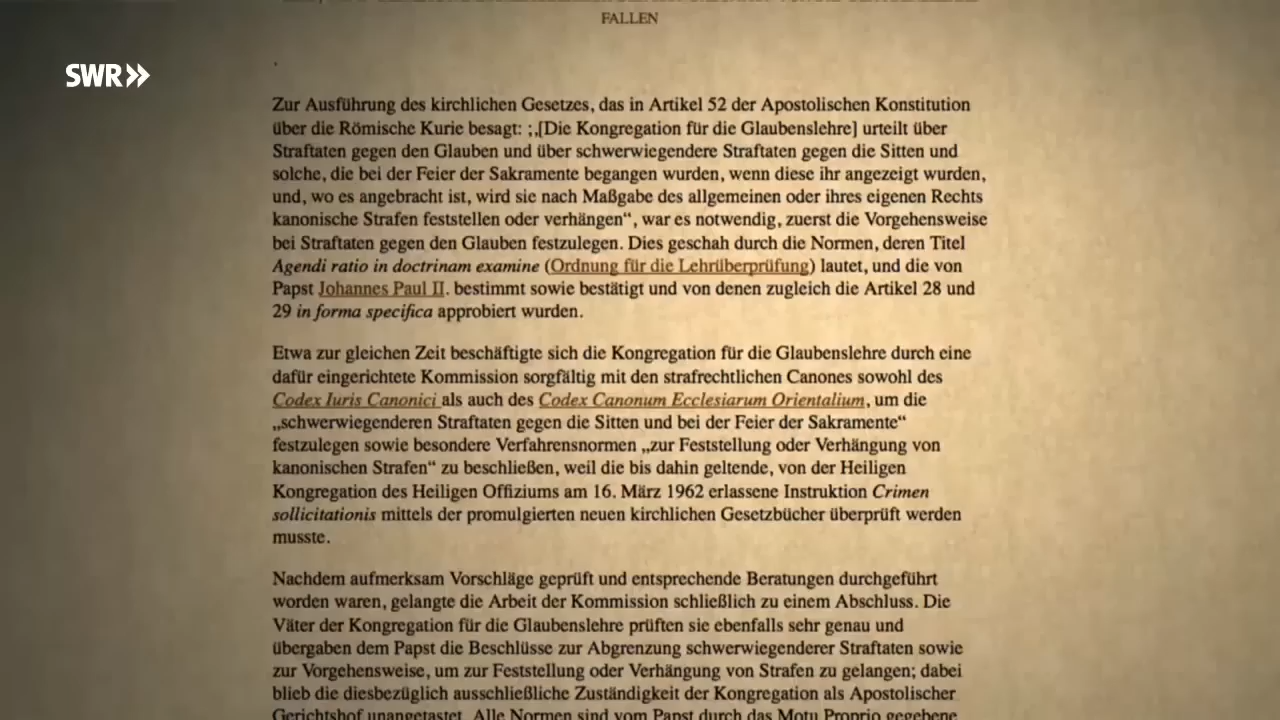 FALLEN
SWR
Zur Ausführung des kirchlichen Gesetzes, das in Artikel 52 der Apostolischen Konstitution
über die Römische Kurie besagt: ;,[Die Kongregation für die Glaubenslehre] urteilt über
Straftaten gegen den Glauben und über schwerwiegendere Straftaten gegen die Sitten und
solche, die bei der Feier der Sakramente begangen wurden, wenn diese ihr angezeigt wurden,
und, wo es angebracht ist, wird sie nach Maßgabe des allgemeinen oder ihres eigenen Rechts
kanonische Strafen feststellen oder verhängen“, war es notwendig, zuerst die Vorgehensweise
bei Straftaten gegen den Glauben festzulegen. Dies geschah durch die Normen, deren Titel
Agendi ratio in doctrinam examine (Ordnung für die Lehrüberprüfung) lautet, und die von
Papst Johannes Paul II. bestimmt sowie bestätigt und von denen zugleich die Artikel 28 und
29 in forma specifica approbiert wurden.
Etwa zur gleichen Zeit beschäftigte sich die Kongregation für die Glaubenslehre durch eine
dafür eingerichtete Kommission sorgfältig mit den strafrechtlichen Canones sowohl des
Codex Iuris Canonici als auch des Codex Canonum Ecclesiarum Orientalium, um die
„schwerwiegenderen Straftaten gegen die Sitten und bei der Feier der Sakramente“
festzulegen sowie besondere Verfahrensnormen „zur Feststellung oder Verhängung von
kanonischen Strafen“ zu beschließen, weil die bis dahin geltende, von der Heiligen
Kongregation des Heiligen Offiziums am 16. März 1962 erlassene Instruktion Crimen
sollicitationis mittels der promulgierten neuen kirchlichen Gesetzbücher überprüft werden
musste.
Nachdem aufmerksam Vorschläge geprüft und entsprechende Beratungen durchgeführt
worden waren, gelangte die Arbeit der Kommission schließlich zu einem Abschluss. Die
Väter der Kongregation für die Glaubenslehre prüften sie ebenfalls sehr genau und
übergaben dem Papst die Beschlüsse zur Abgrenzung schwerwiegenderer Straftaten sowie
zur Vorgehensweise, um zur Feststellung oder Verhängung von Strafen zu gelangen; dabei
blieb die diesbezüglich ausschließliche Zuständigkeit der Kongregation als Apostolischer
Gerichtshof unangetastet. Alle Normen sind vom Papst durch das Motu Proprio gegebene